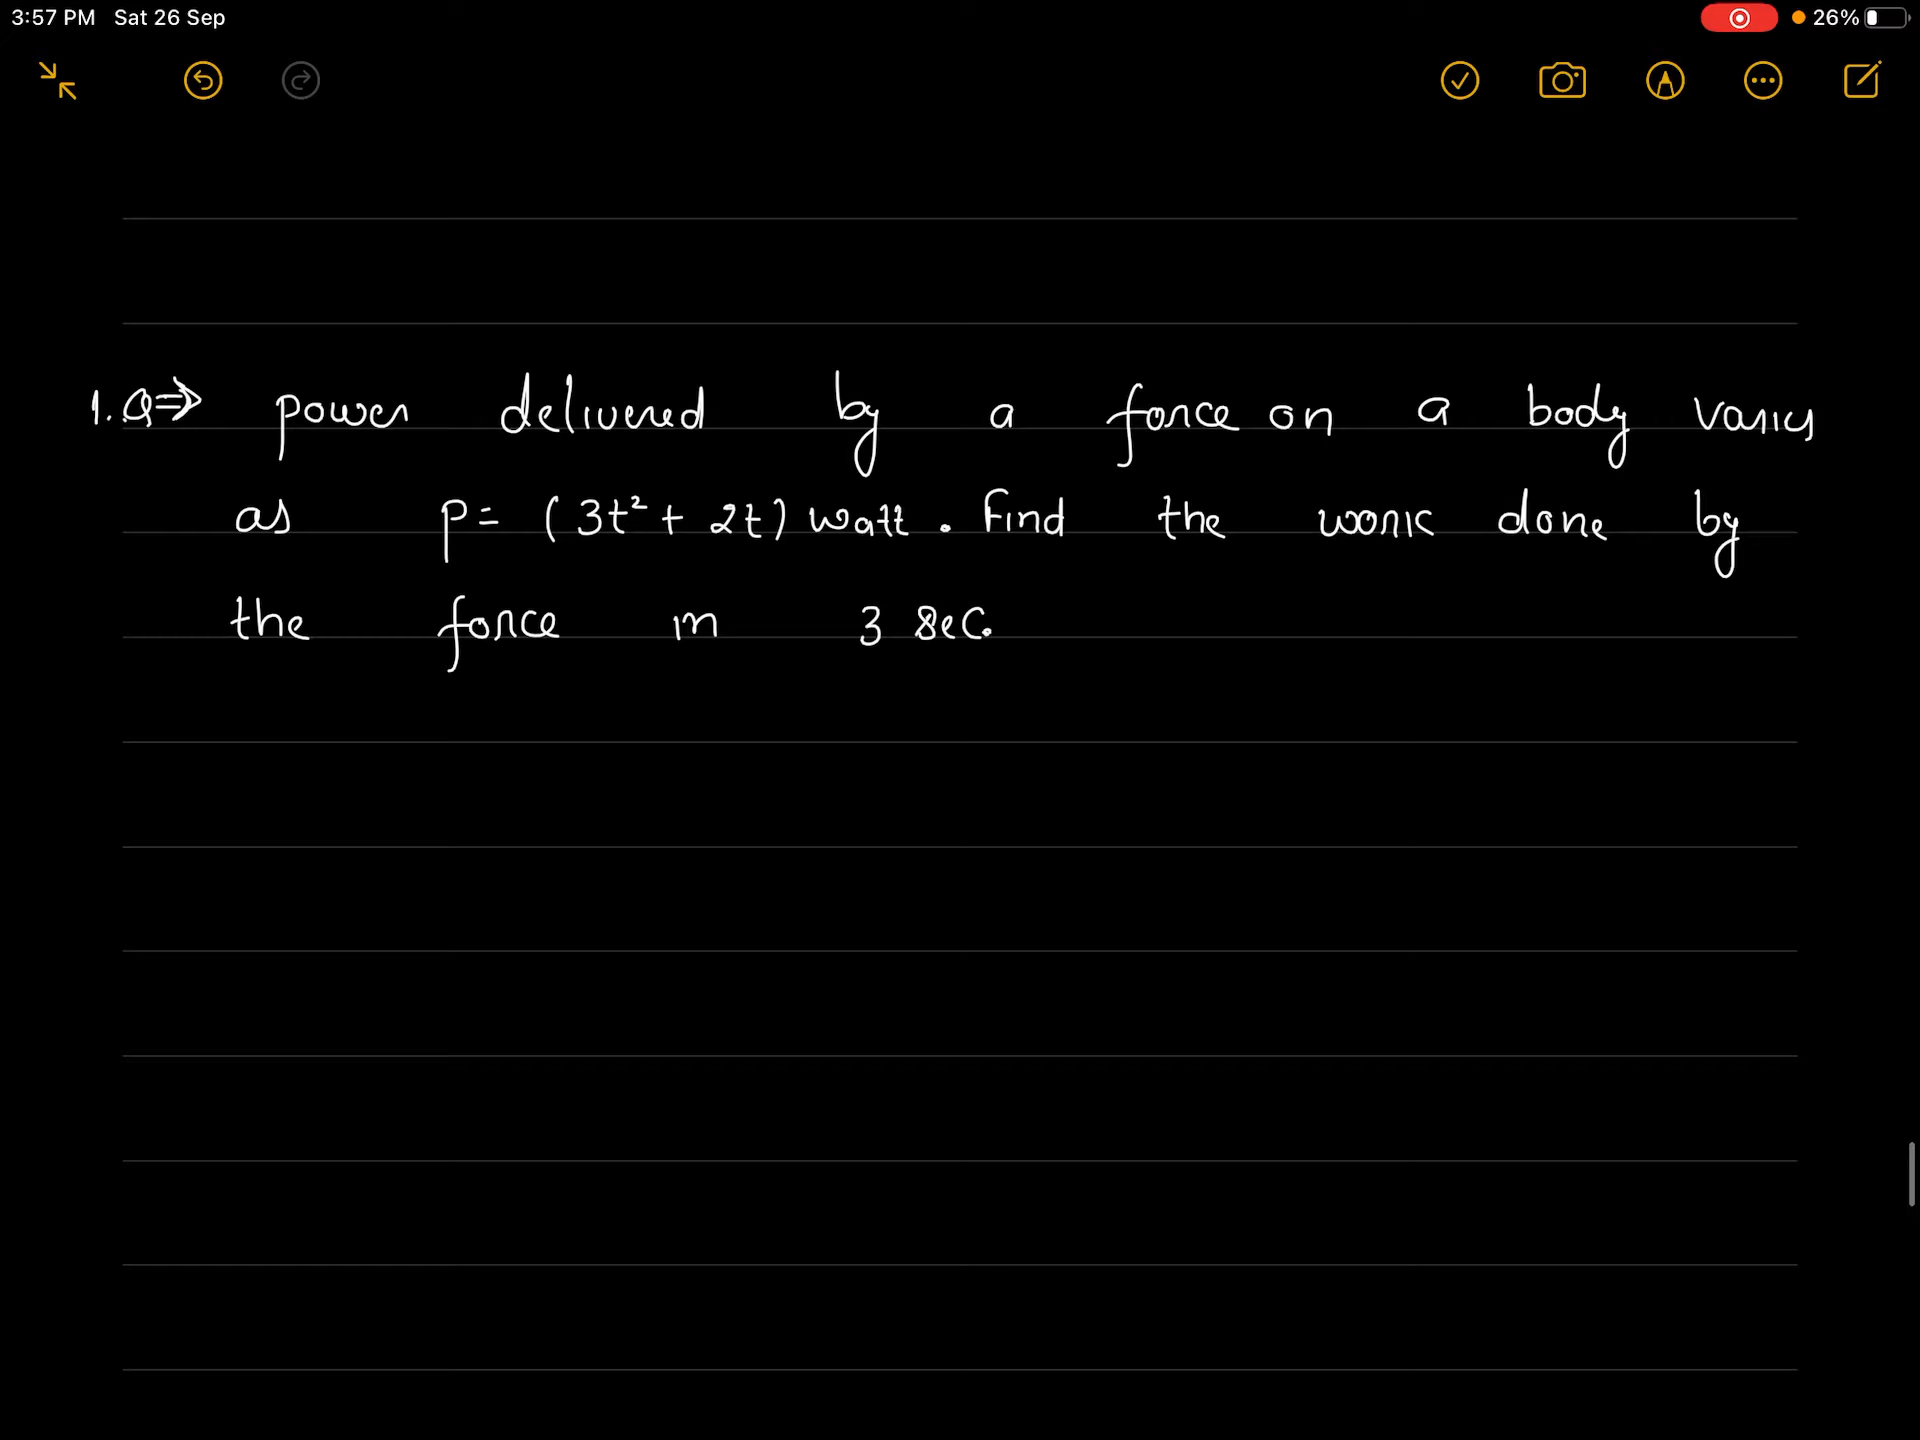 3:57 PM Sat 26 Sep 26%
1. Q⇒ power delivered by a force on a body varies
as p = (3t² + 2t) watt. Find the work done by
the force in 3 sec.